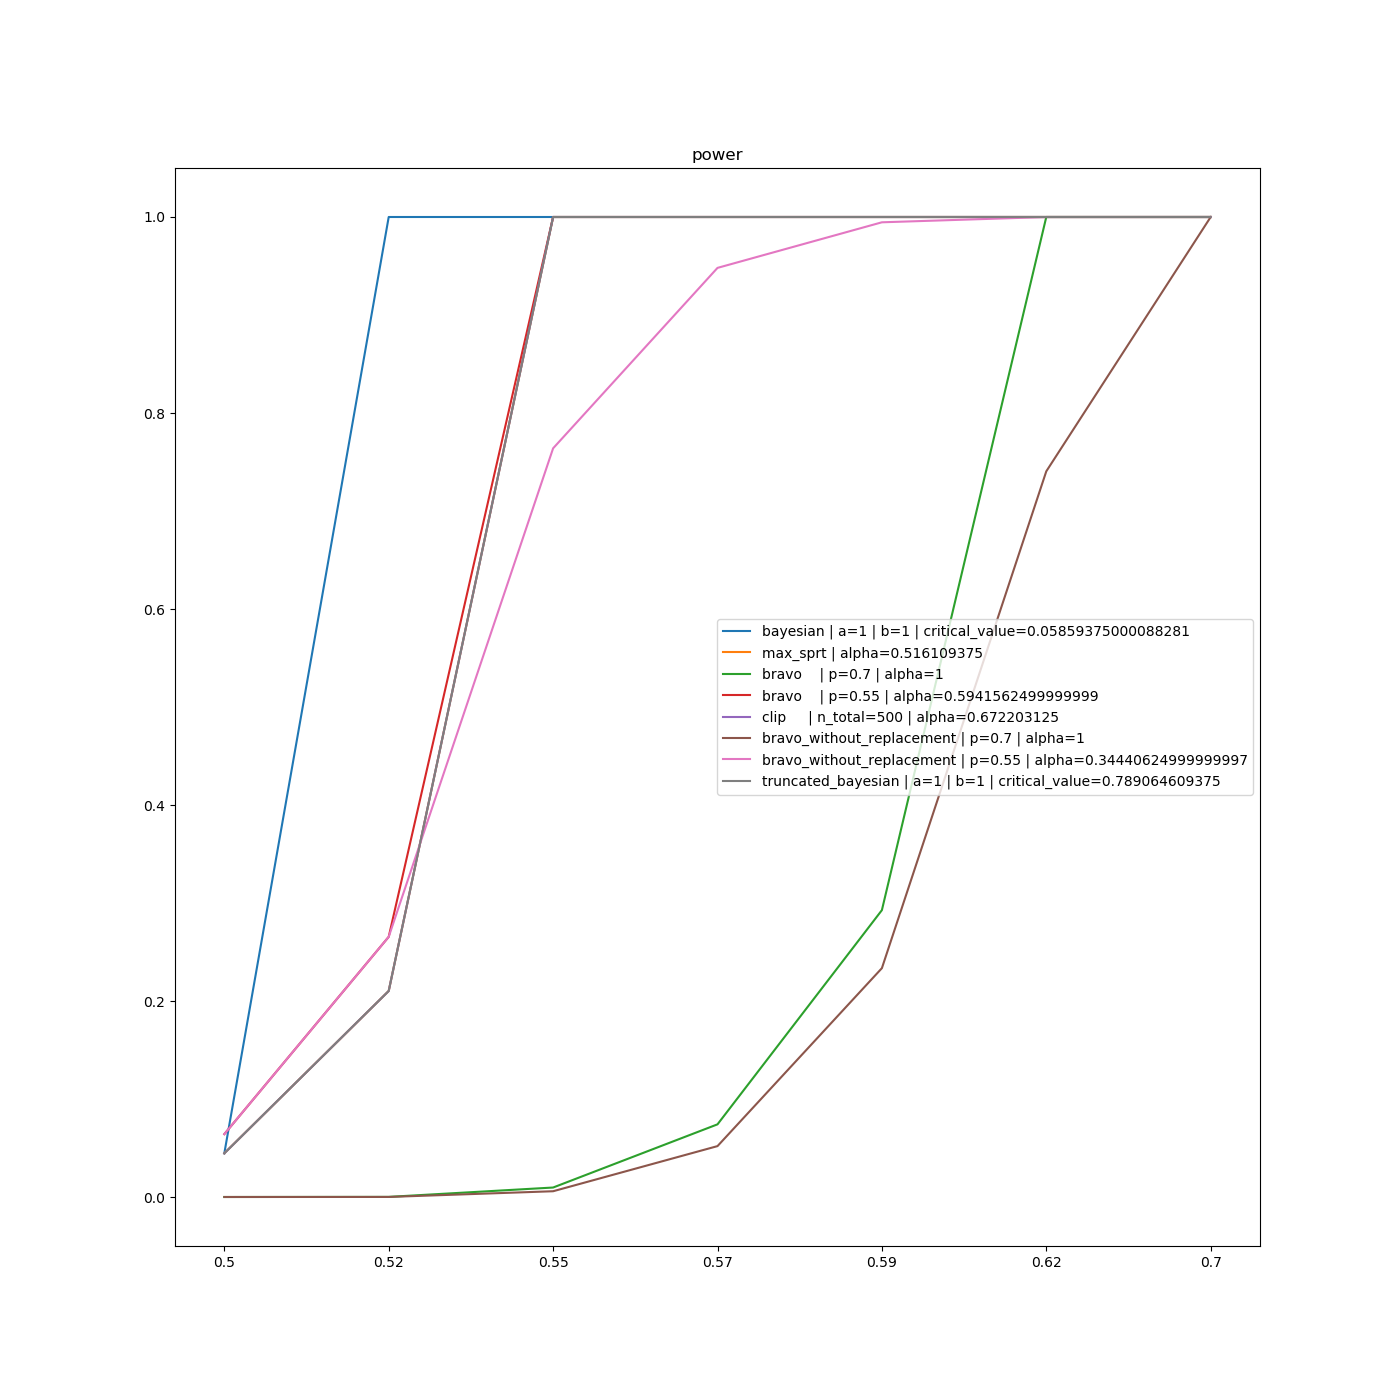 power
1.0
0.8
0.6
0.4
0.2
0.0
bayesian | a=1 | b=1 | critical_value=0.05859375000088281
max_sprt | alpha=0.516109375
bravo    | p=0.7 | alpha=1
bravo    | p=0.55 | alpha=0.5941562499999999
clip     | n_total=500 | alpha=0.672203125
bravo_without_replacement | p=0.7 | alpha=1
bravo_without_replacement | p=0.55 | alpha=0.34440624999999997
truncated_bayesian | a=1 | b=1 | critical_value=0.789064609375
0.5 0.52 0.55 0.57 0.59 0.62 0.7